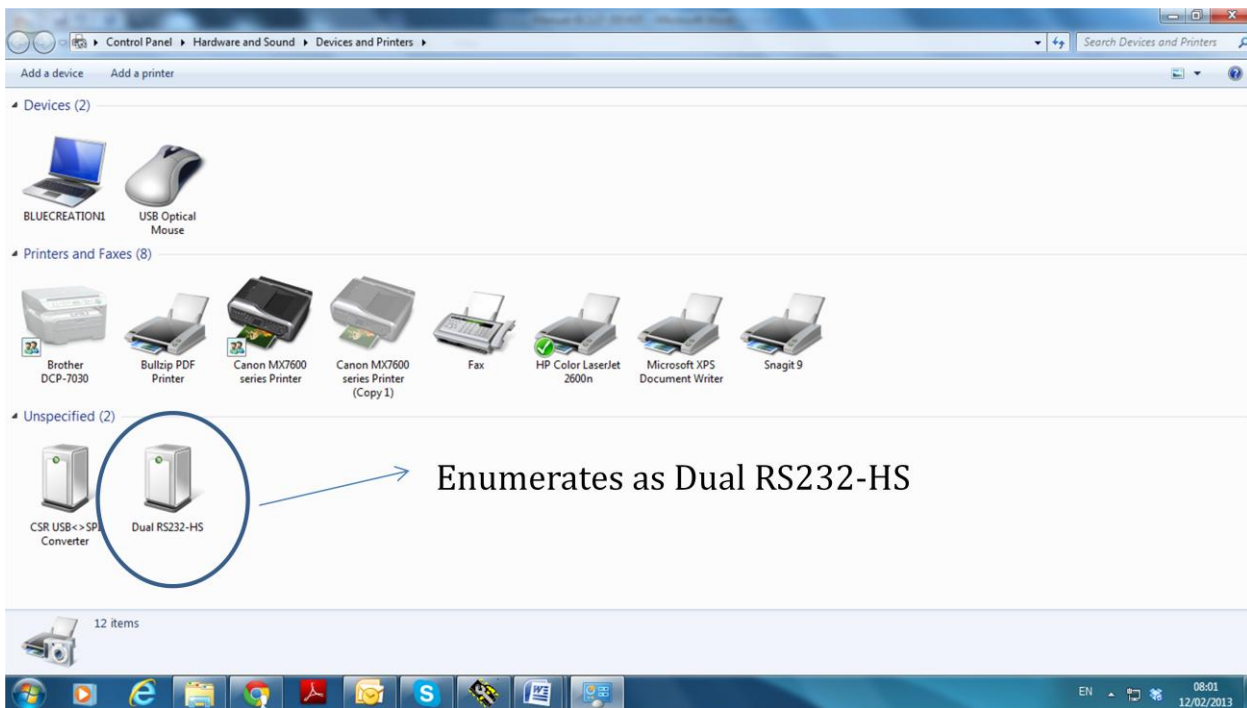 Control Panel ▸ Hardware and Sound ▸ Devices and Printers ▸
Search Devices and Printers
Add a device Add a printer
Devices (2)
BLUECREATION1
USB Optical
Mouse
Printers and Faxes (8)
Brother
DCP-7030
Bullzip PDF
Printer
Canon MX7600
series Printer
Canon MX7600
series Printer
(Copy 1)
Fax
HP Color LaserJet
2600n
Microsoft XPS
Document Writer
Snagit 9
Unspecified (2)
CSR USB<>SPI
Converter
Dual RS232-HS
Enumerates as Dual RS232-HS
12 items
EN
08:01
12/02/2013